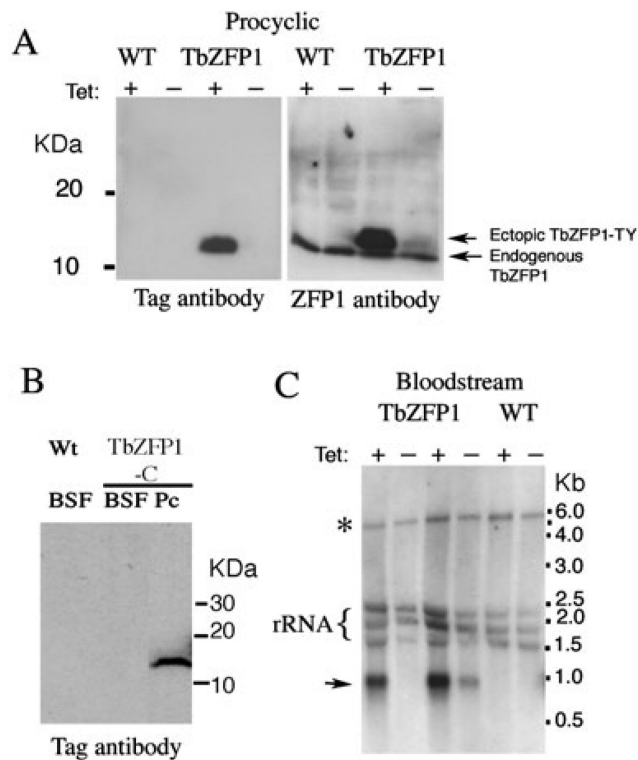 A
Procyclic
WT TbZFP1 WT TbZFP1
Tet: + − + − + − + −
KDa
20
10
Ectopic TbZFP1-TY
Endogenous
TbZFP1
Tag antibody ZFP1 antibody
B
Wt TbZFP1
-C
BSF BSF Pc
KDa
30
20
10
Tag antibody
C
Bloodstream
TbZFP1 WT
Tet: + − + − + −
Kb
6.0
*
4.0
3.0
2.5
rRNA { 2.0
1.5
1.0
0.5